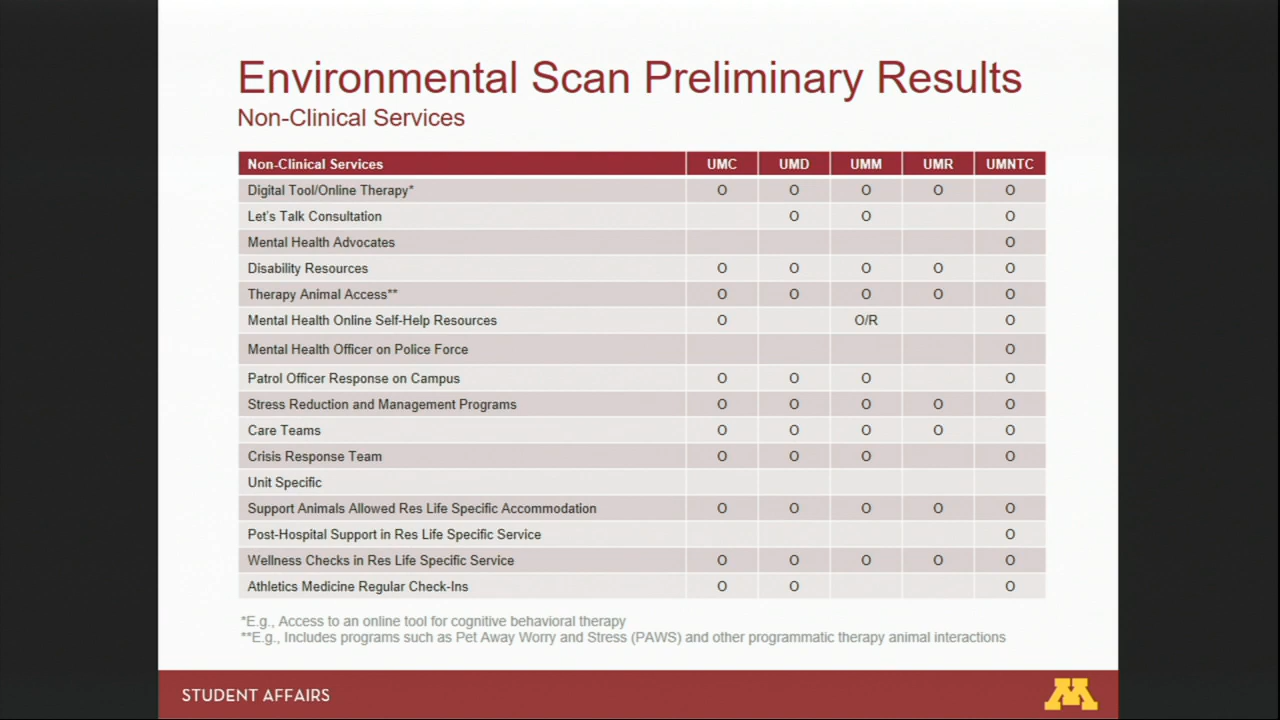 Environmental Scan Preliminary Results
Non-Clinical Services
Non-Clinical Services UMC UMD UMM UMR UMNTC
Digital Tool/Online Therapy* O O O O O
Let's Talk Consultation O O O
Mental Health Advocates O
Disability Resources O O O O O
Therapy Animal Access** O O O O O
Mental Health Online Self-Help Resources O O/R O
Mental Health Officer on Police Force O
Patrol Officer Response on Campus O O O O
Stress Reduction and Management Programs O O O O O
Care Teams O O O O O
Crisis Response Team O O O O
Unit Specific
Support Animals Allowed Res Life Specific Accommodation O O O O O
Post-Hospital Support in Res Life Specific Service O
Wellness Checks in Res Life Specific Service O O O O O
Athletics Medicine Regular Check-Ins O O O
*E.g., Access to an online tool for cognitive behavioral therapy
**E.g., Includes programs such as Pet Away Worry and Stress (PAWS) and other programmatic therapy animal interactions
STUDENT AFFAIRS
M